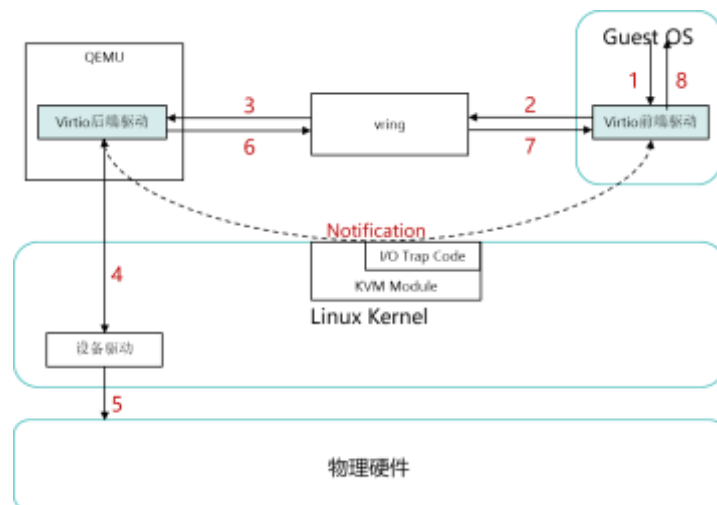 Guest OS
QEMU
1
8
Virtio后端驱动
3
6
vring
2
7
Virtio前端驱动
Notification
I/O Trap Code
KVM Module
Linux Kernel
4
设备驱动
5
物理硬件